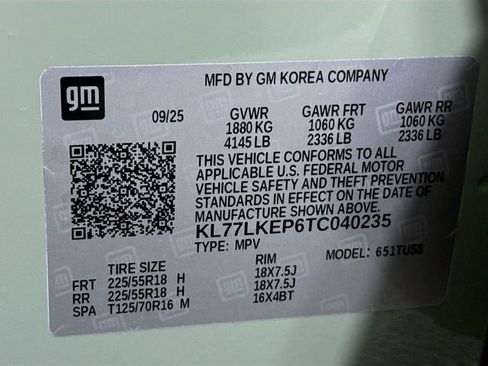 gm
MFD BY GM KOREA COMPANY
09/25 GVWR GAWR FRT GAWR RR
1880 KG 1060 KG 1060 KG
4145 LB 2336 LB 2336 LB
THIS VEHICLE CONFORMS TO ALL
APPLICABLE U.S. FEDERAL MOTOR
VEHICLE SAFETY AND THEFT PREVENTION
STANDARDS IN EFFECT ON THE DATE OF
MANUFACTURE SHOWN ABOVE.
KL77LKEP6TC040235
TYPE: MPV MODEL: 651TU58
TIRE SIZE RIM
FRT 225/55R18 H 18X7.5J
RR 225/55R18 H 18X7.5J
SPA T125/70R16 M 16X4BT